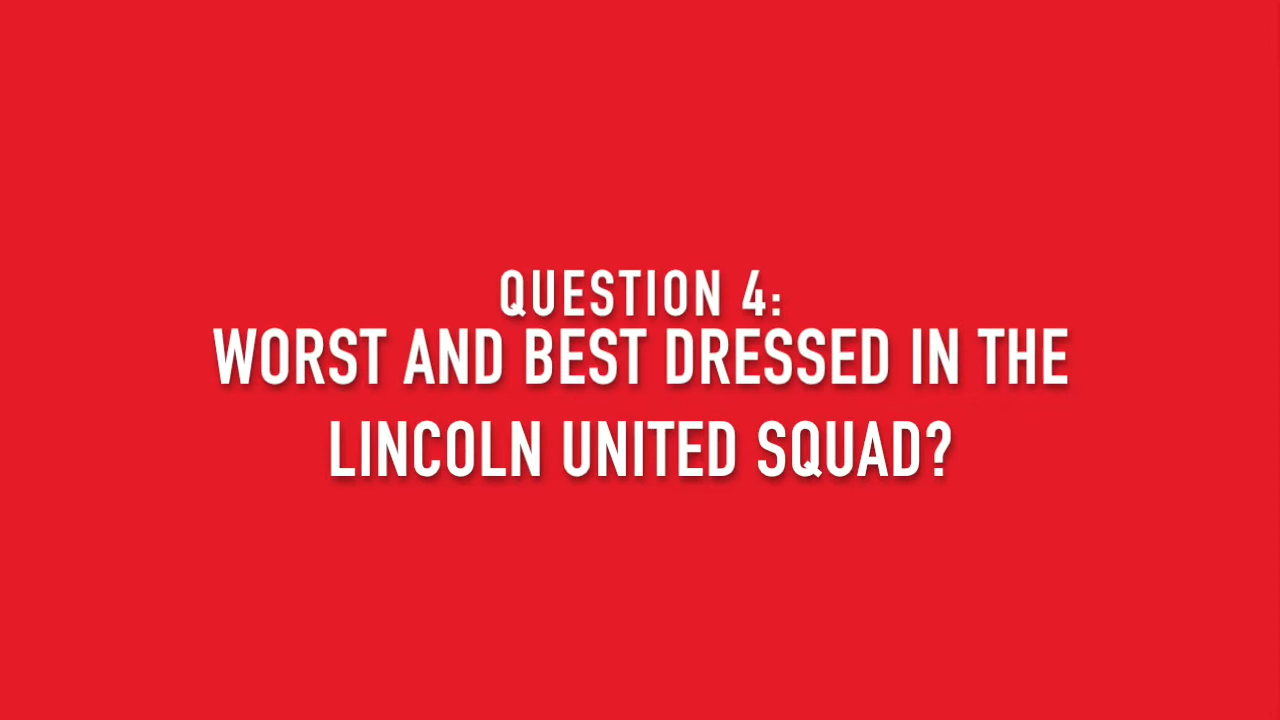 QUESTION 4:
WORST AND BEST DRESSED IN THE
LINCOLN UNITED SQUAD?